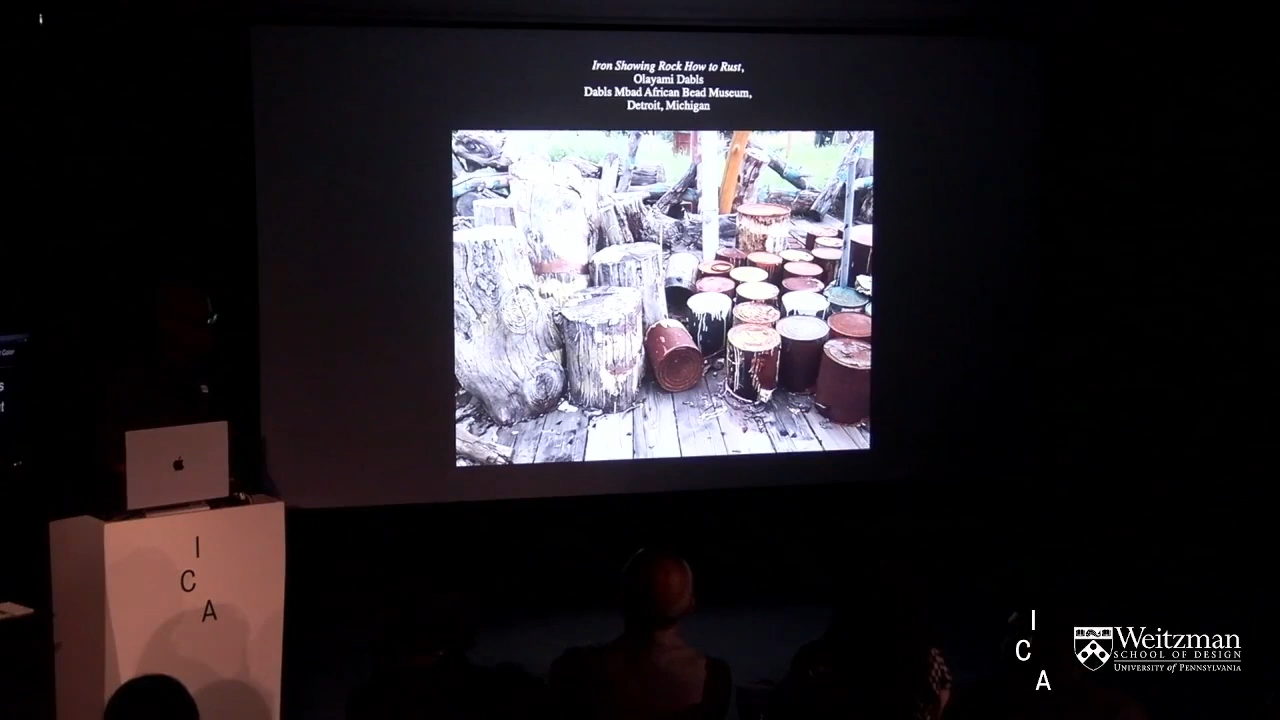 Iron Showing Rock How to Rust,
Olayami Dabls
Dabls Mbad African Bead Museum,
Detroit, Michigan
I
C
A
I
C
A
Weitzman
SCHOOL OF DESIGN
UNIVERSITY of PENNSYLVANIA